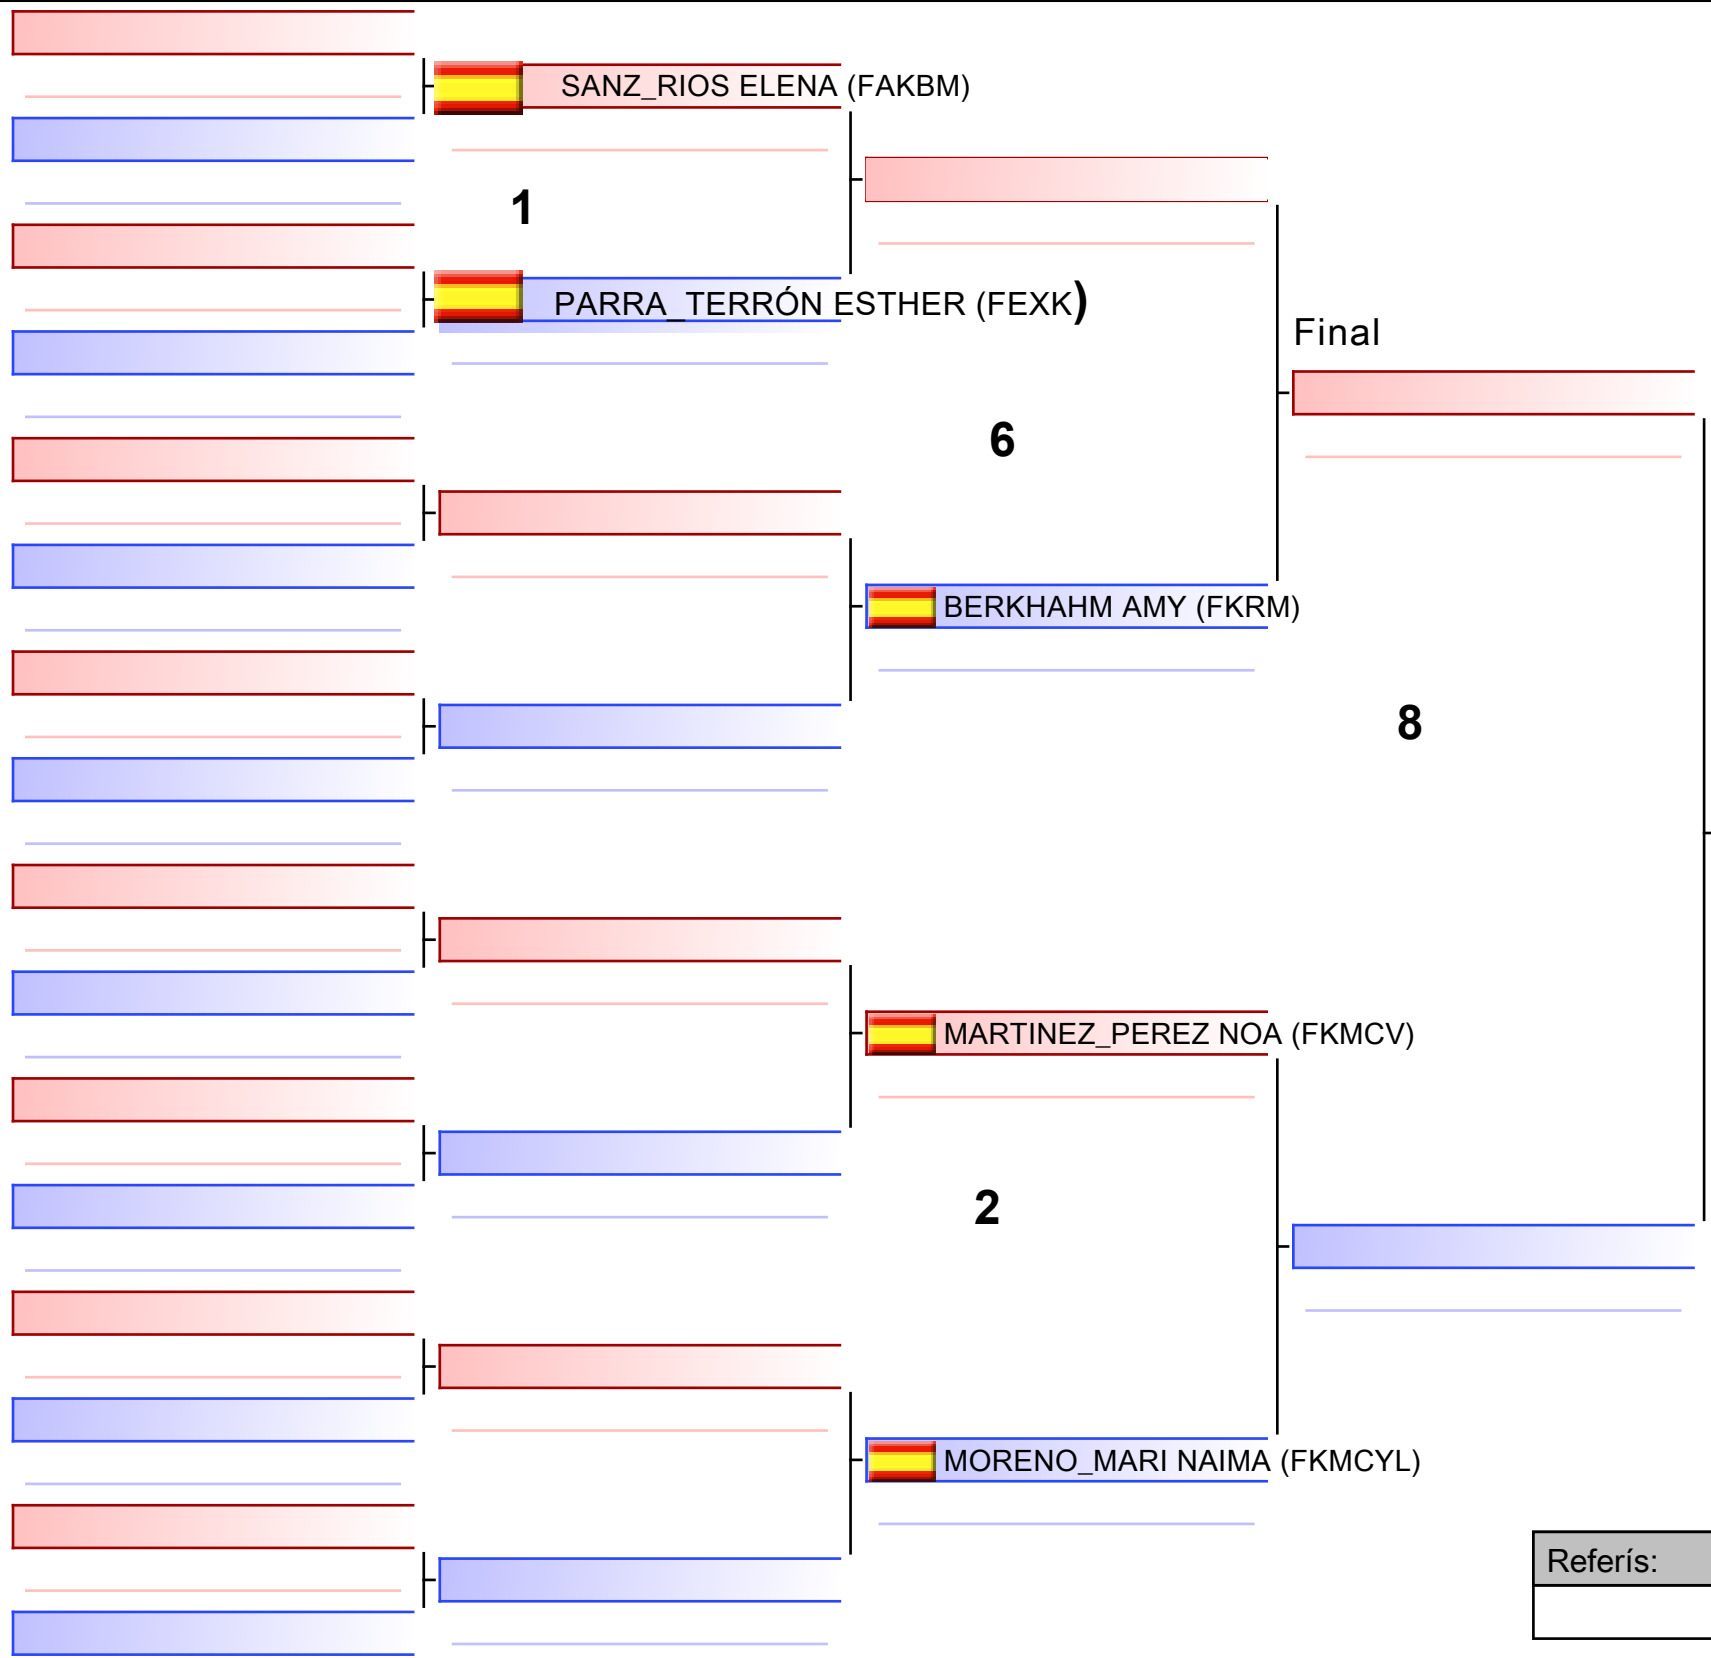 SANZ_RIOS ELENA (FAKBM)
1
PARRA_TERRÓN ESTHER (FEXK)
Final
6
BERKHAHM AMY (FKRM)
8
MARTINEZ_PEREZ NOA (FKMCV)
2
MORENO_MARI NAIMA (FKMCYL)
Referís: